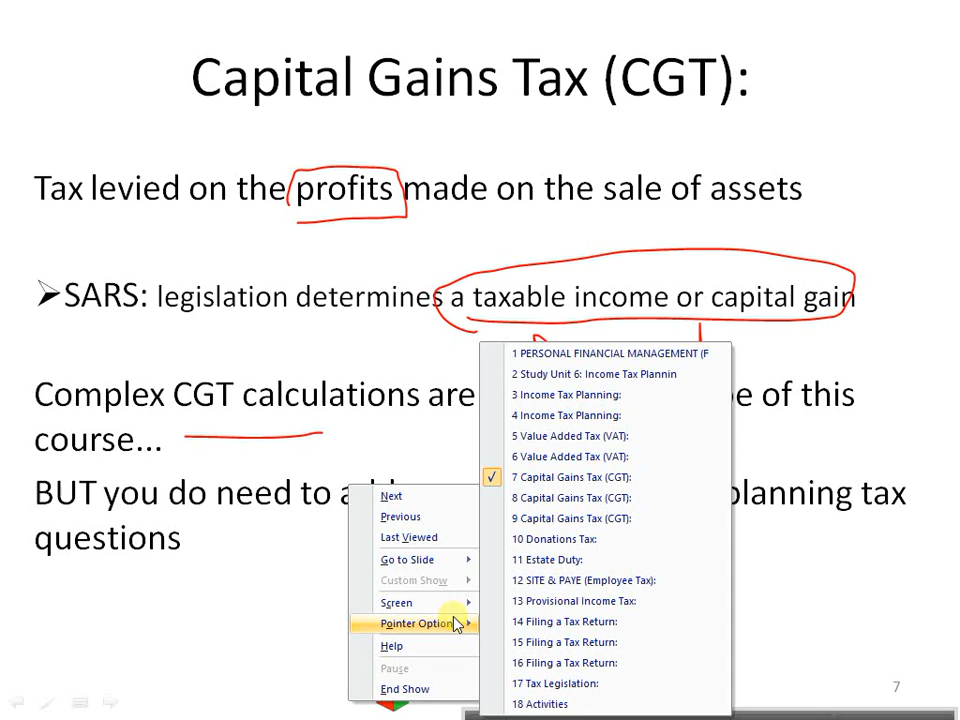 Capital Gains Tax (CGT):
Tax levied on the profits made on the sale of assets
SARS: legislation determines a taxable income or capital gain
Complex CGT calculations are of this
course...
BUT you do need to planning tax
questions
Next
Previous
Last Viewed
Go to Slide
Custom Show
Screen
Pointer Option
Help
Pause
End Show
1 PERSONAL FINANCIAL MANAGEMENT (F
2 Study Unit 6: Income Tax Plannin
3 Income Tax Planning:
4 Income Tax Planning:
5 Value Added Tax (VAT):
6 Value Added Tax (VAT):
7 Capital Gains Tax (CGT):
8 Capital Gains Tax (CGT):
9 Capital Gains Tax (CGT):
10 Donations Tax:
11 Estate Duty:
12 SITE & PAYE (Employee Tax):
13 Provisional Income Tax:
14 Filing a Tax Return:
15 Filing a Tax Return:
16 Filing a Tax Return:
17 Tax Legislation:
18 Activities
7